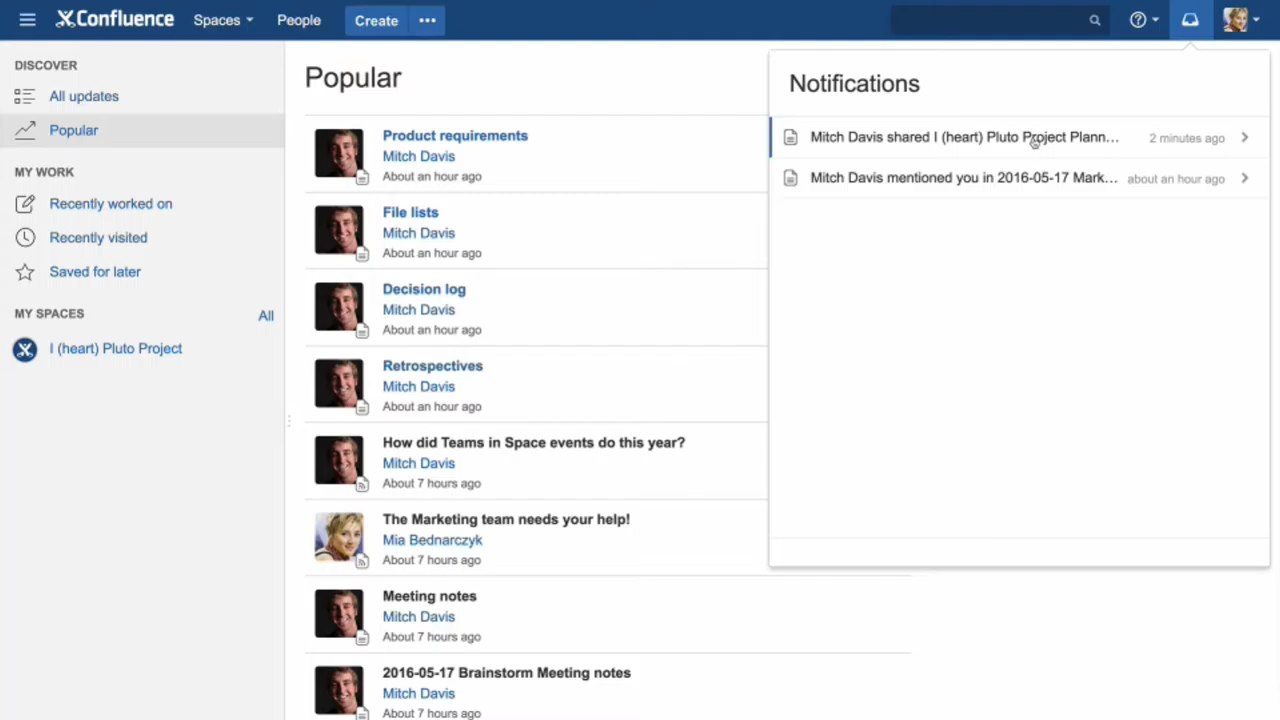 Confluence
Spaces
People
Create
DISCOVER
All updates
Popular
MY WORK
Recently worked on
Recently visited
Saved for later
MY SPACES
All
I (heart) Pluto Project
Popular
Product requirements
Mitch Davis
About an hour ago
File lists
Mitch Davis
About an hour ago
Decision log
Mitch Davis
About an hour ago
Retrospectives
Mitch Davis
About an hour ago
How did Teams in Space events do this year?
Mitch Davis
About 7 hours ago
The Marketing team needs your help!
Mia Bednarczyk
About 7 hours ago
Meeting notes
Mitch Davis
About 7 hours ago
2016-05-17 Brainstorm Meeting notes
Mitch Davis
About 7 hours ago
Notifications
Mitch Davis shared I (heart) Pluto Project Plann... 2 minutes ago
Mitch Davis mentioned you in 2016-05-17 Mark... about an hour ago